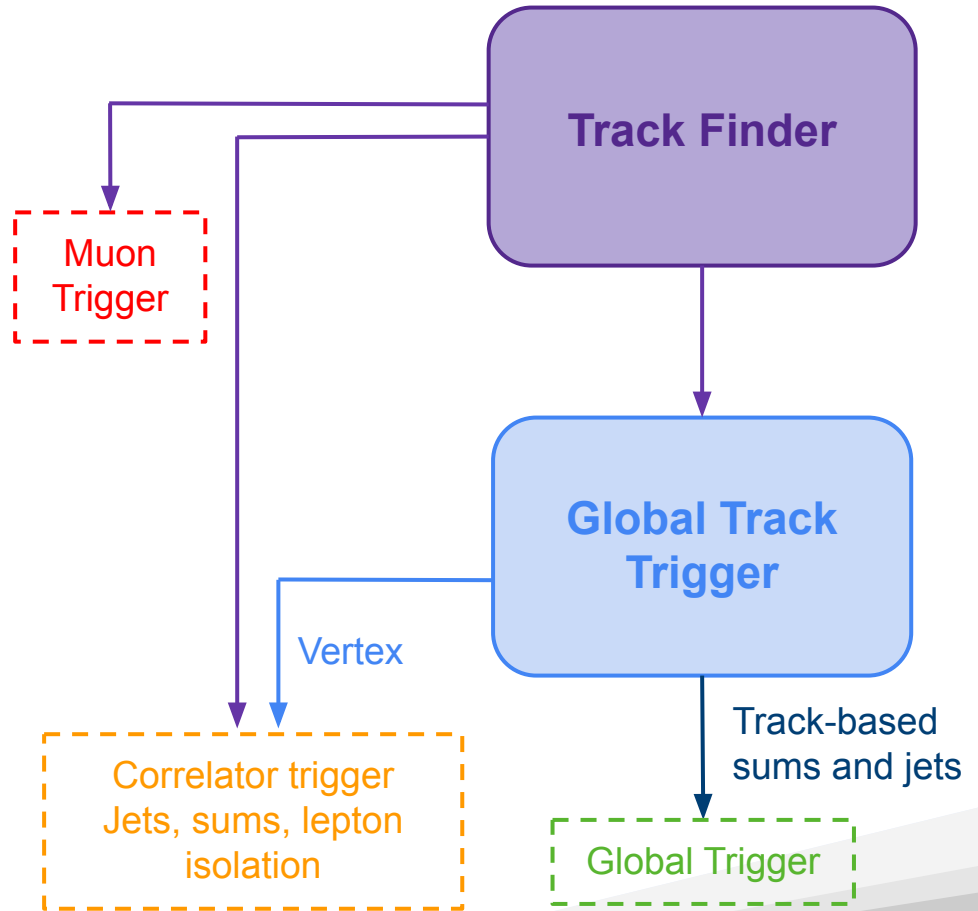 Track Finder
Muon
Trigger
Global Track
Trigger
Vertex
Track-based
sums and jets
Correlator trigger
Jets, sums, lepton
isolation
Global Trigger